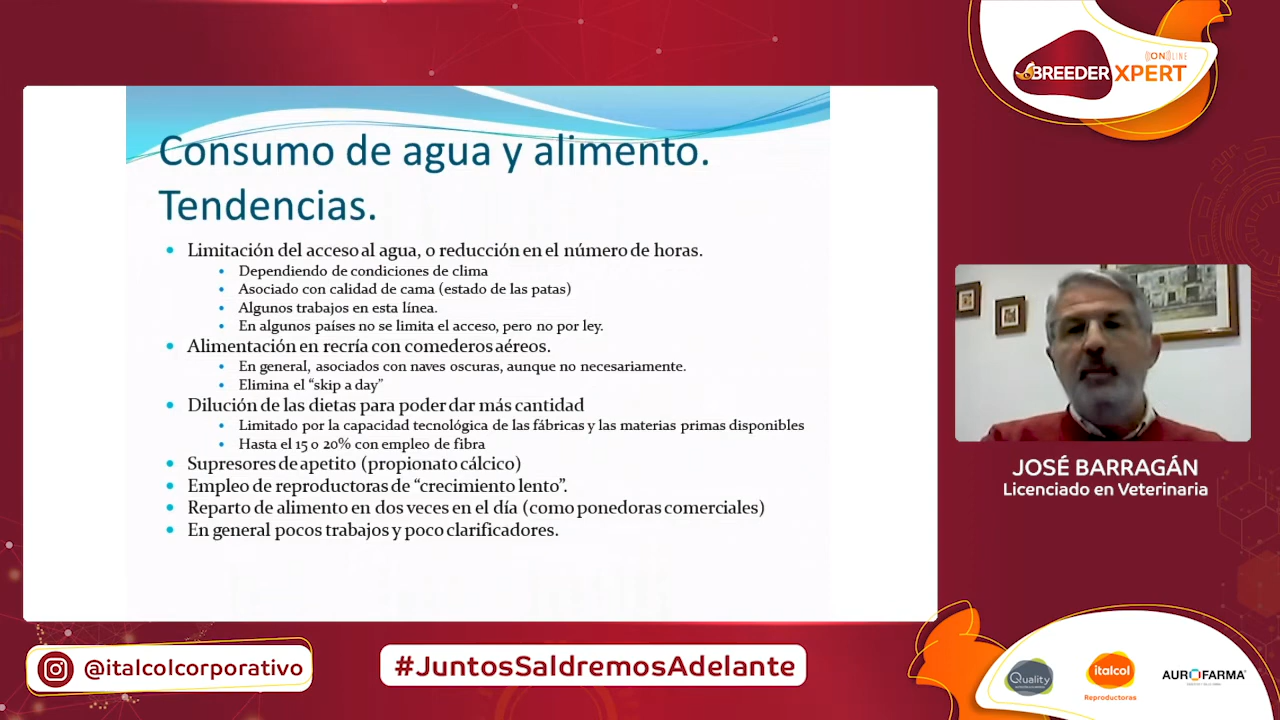 Consumo de agua y alimento.
Tendencias.
Limitación del acceso al agua, o reducción en el número de horas.
Dependiendo de condiciones de clima
Asociado con calidad de cama (estado de las patas)
Algunos trabajos en esta línea.
En algunos países no se limita el acceso, pero no por ley.
Alimentación en recría con comederos aéreos.
En general, asociados con naves oscuras, aunque no necesariamente.
Elimina el “skip a day”
Dilución de las dietas para poder dar más cantidad
Limitado por la capacidad tecnológica de las fábricas y las materias primas disponibles
Hasta el 15 o 20% con empleo de fibra
Supresores de apetito (propionato cálcico)
Empleo de reproductoras de “crecimiento lento”.
Reparto de alimento en dos veces en el día (como ponedoras comerciales)
En general pocos trabajos y poco clarificadores.
ONLINE
BREEDER XPERT
JOSÉ BARRAGÁN
Licenciado en Veterinaria
@italcolcorporativo
#JuntosSaldremosAdelante
Quality
italcol
Reproductoras
AUROFARMA